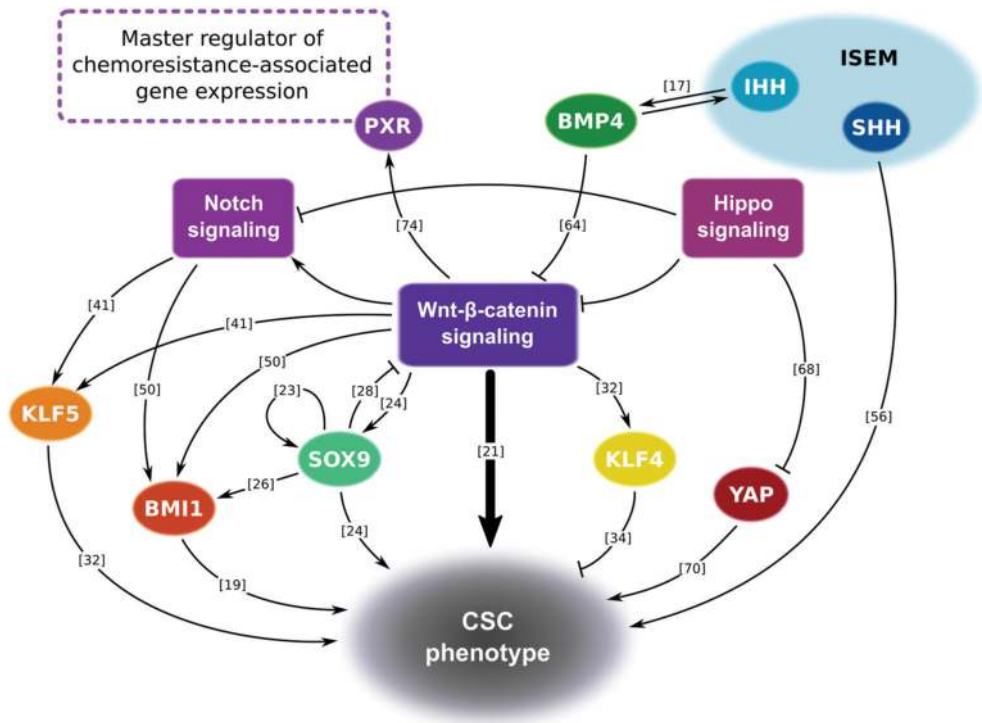 Master regulator of
chemoresistance-associated
gene expression
PXR
BMP4
[17]
ISEM
IHH
SHH
Notch
signaling
Hippo
signaling
[74]
[64]
Wnt-β-catenin
signaling
[41]
[41]
[50]
[50]
[23]
[28]
[24]
[32]
[68]
[56]
[21]
KLF5
SOX9
KLF4
YAP
BMI1
[26]
[24]
[34]
[32]
[19]
[70]
CSC
phenotype